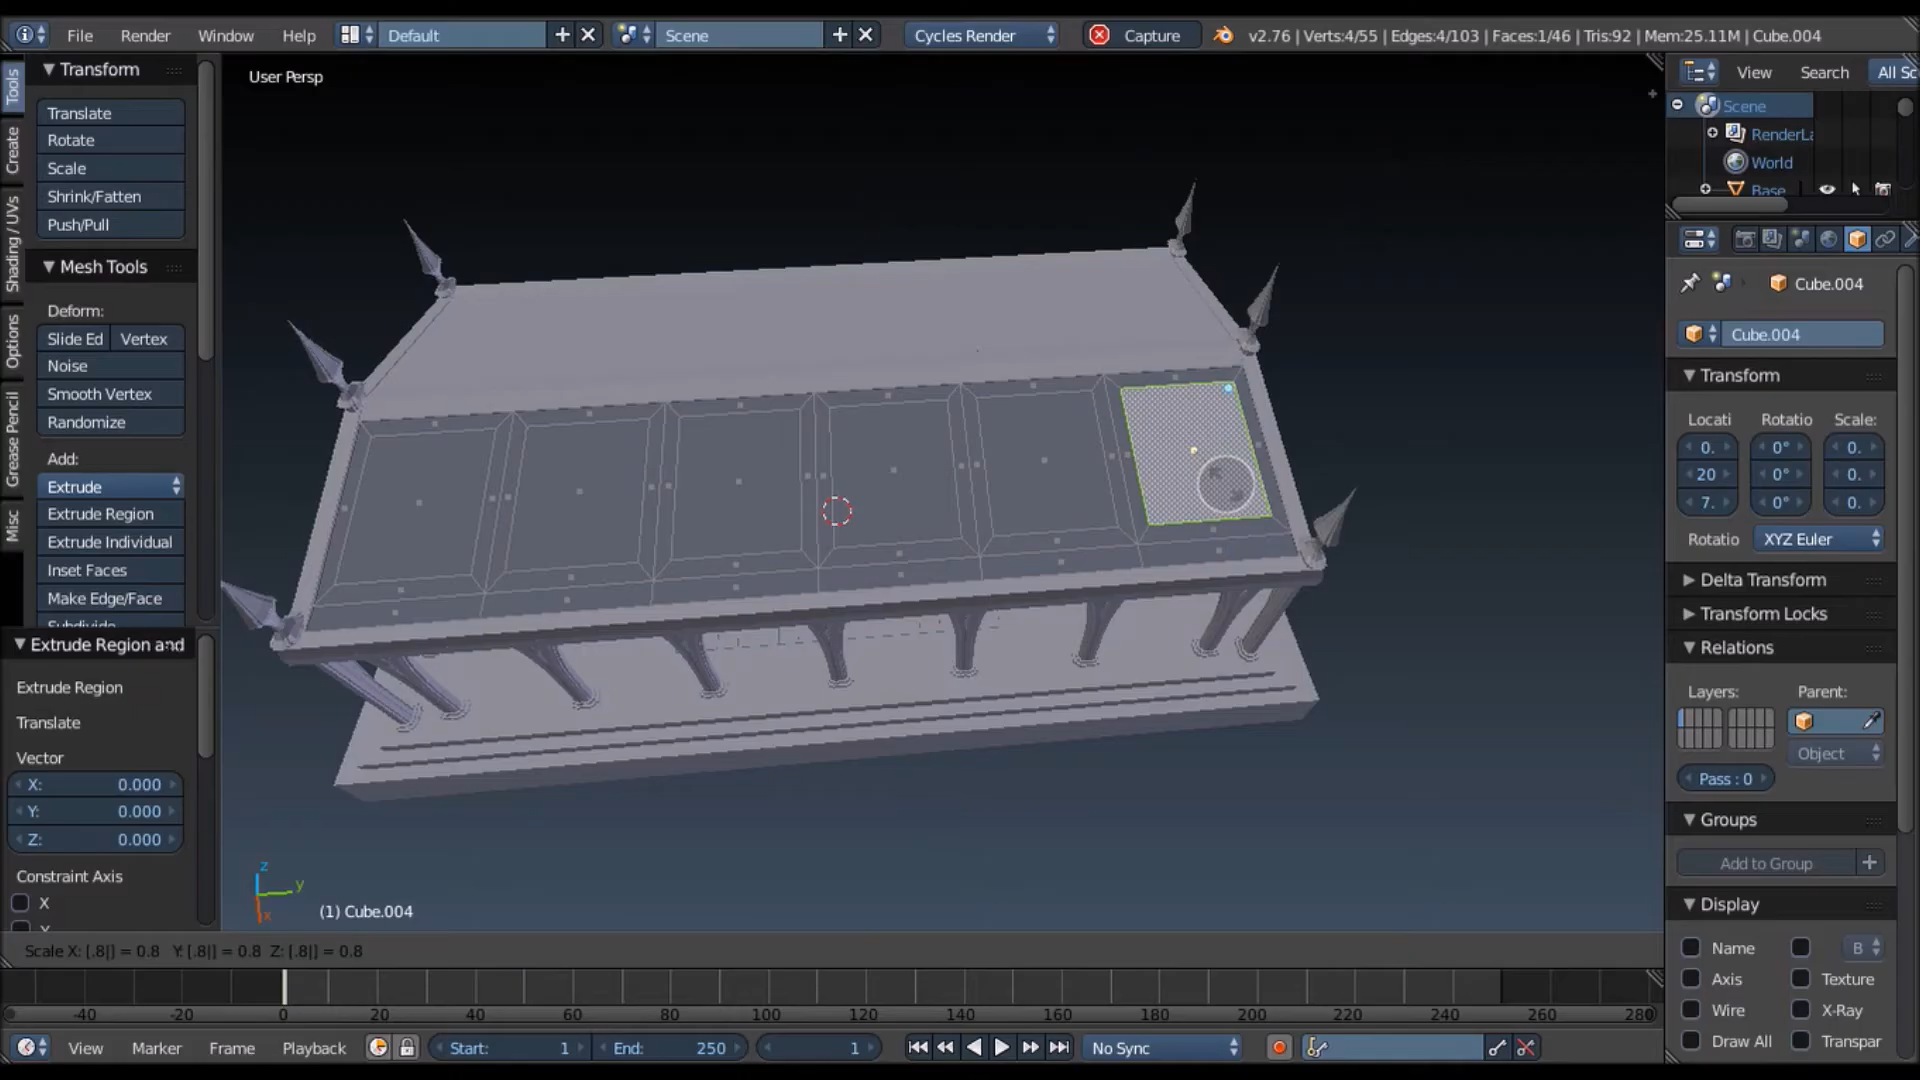 File Render Window Help Default Scene Cycles Render Capture v2.76 | Verts:4/55 | Edges:4/103 | Faces:1/46 | Tris:92 | Mem:25.11M | Cube.004
Tools
Create
Shading / UVs
Options
Grease Pencil
Misc
Transform
Translate
Rotate
Scale
Shrink/Fatten
Push/Pull
Mesh Tools
Deform:
Slide Ed Vertex
Noise
Smooth Vertex
Randomize
Add:
Extrude
Extrude Region
Extrude Individual
Inset Faces
Make Edge/Face
Extrude Region and
Extrude Region
Translate
Vector
X: 0.000
Y: 0.000
Z: 0.000
Constraint Axis
X
User Persp
z
y
x
(1) Cube.004
Scale X: [.8|] = 0.8 Y: [.8|] = 0.8 Z: [.8|] = 0.8
-40 -20 0 20 40 60 80 100 120 140 160 180 200 220 240 260 280
View Marker Frame Playback Start: 1 End: 250 1 No Sync
View Search All Sc
Scene
RenderLa
World
Base
Cube.004
Cube.004
Transform
Locati Rotatio Scale:
0. 0° 0.
20 0° 0.
7. 0° 0.
Rotatio XYZ Euler
Delta Transform
Transform Locks
Relations
Layers: Parent:
Object
Pass : 0
Groups
Add to Group
Display
Name B
Axis Texture
Wire X-Ray
Draw All Transpar